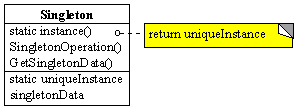 Singleton
static instance()
return uniqueInstance
SingletonOperation()
GetSingletonData()
static uniqueInstance
singletonData